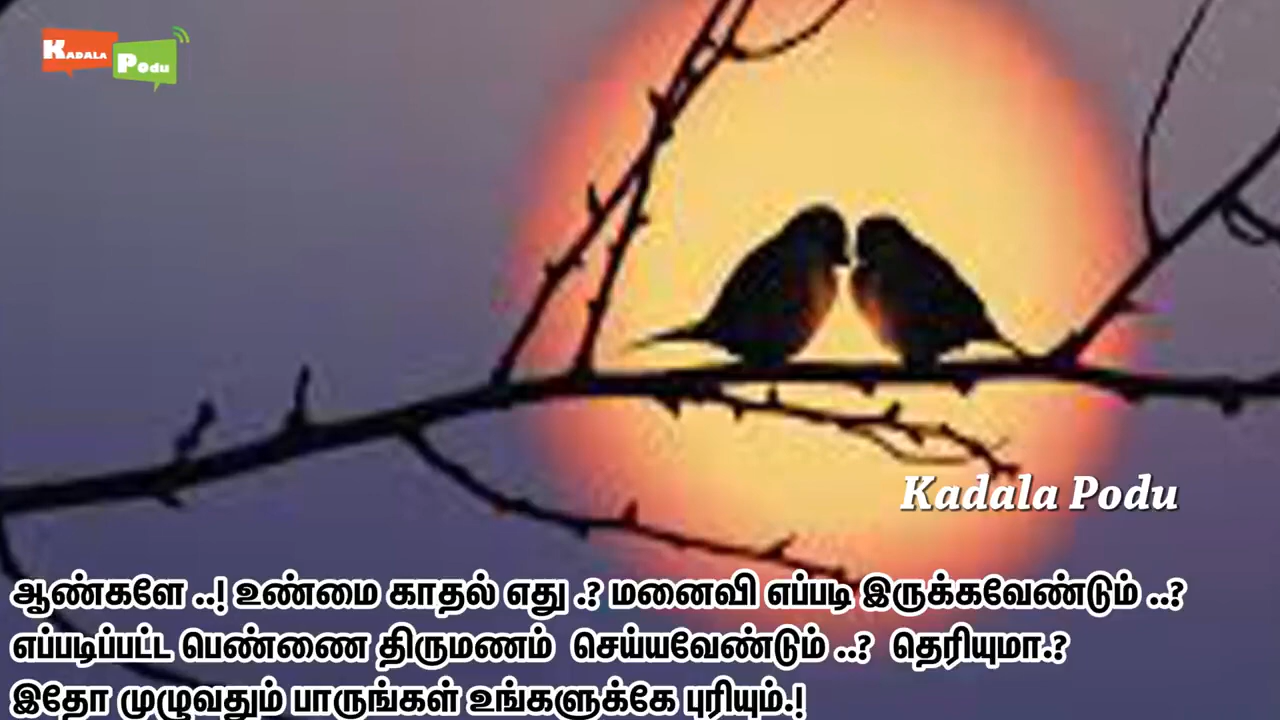 KADALA
PODU
Kadala Podu
ஆண்களே ..! உண்மை காதல் எது .? மனைவி எப்படி இருக்கவேண்டும் ..?
எப்படிப்பட்ட பெண்ணை திருமணம் செய்யவேண்டும் ..? தெரியுமா.?
இதோ முழுவதும் பாருங்கள் உங்களுக்கே புரியும்.!